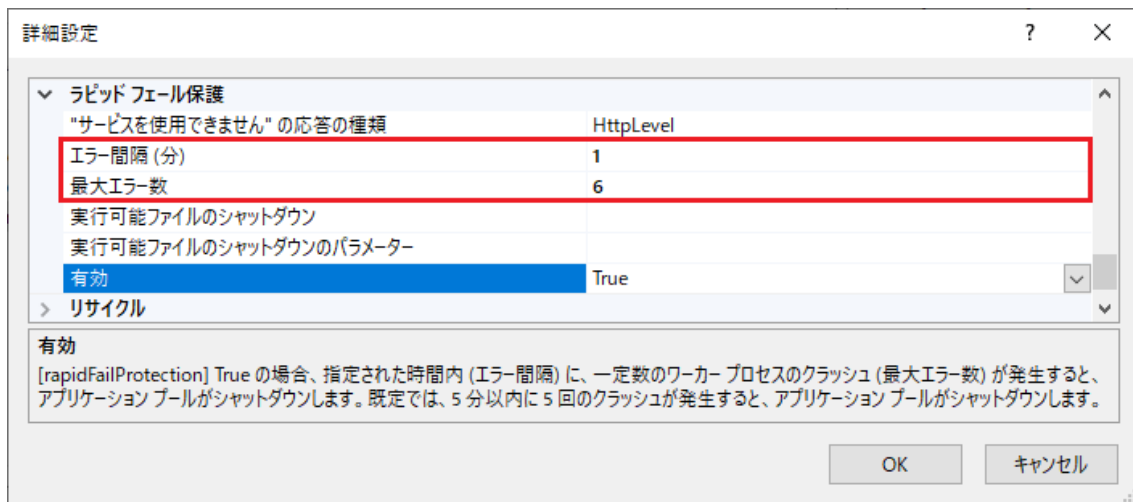 詳細設定 ? ×
ラピッド フェール保護
"サービスを使用できません" の応答の種類 HttpLevel
エラー間隔 (分) 1
最大エラー数 6
実行可能ファイルのシャットダウン
実行可能ファイルのシャットダウンのパラメーター
有効 True
リサイクル
有効
[rapidFailProtection] True の場合、指定された時間内 (エラー間隔) に、一定数のワーカー プロセスのクラッシュ (最大エラー数) が発生すると、
アプリケーション プールがシャットダウンします。既定では、5 分以内に 5 回のクラッシュが発生すると、アプリケーション プールがシャットダウンします。
OK キャンセル